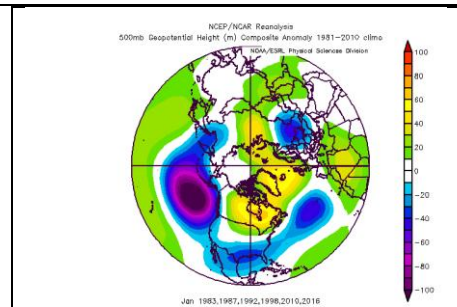 NCEP/NCAR Reanalysis
500mb Geopotential Height (m) Composite Anomaly 1981-2010 climo
NOAA/ESRL Physical Sciences Division
100
80
60
40
20
0
-20
-40
-60
-80
-100
Jan 1983,1987,1992,1998,2010,2016